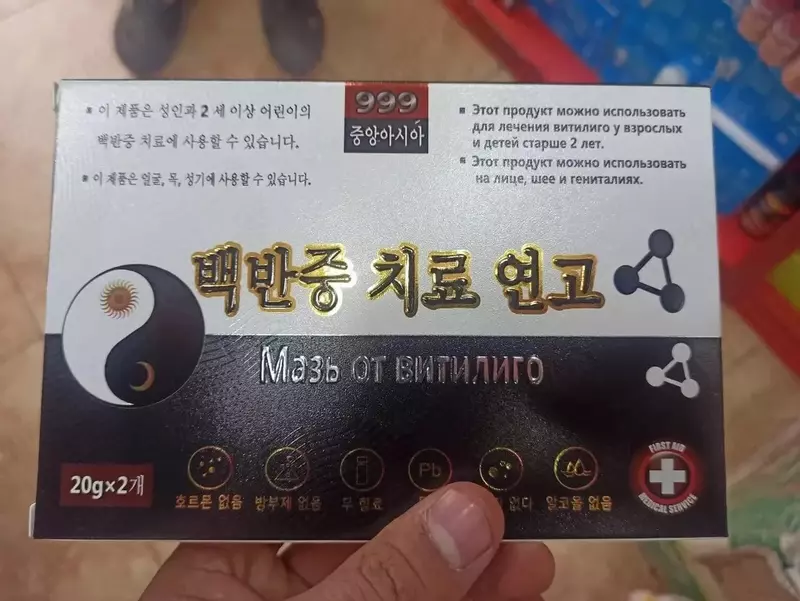 999
중앙아시아
▪ 이 제품은 성인과 2 세 이상 어린이의
백반증 치료에 사용할 수 있습니다.
▪ 이 제품은 얼굴, 목, 성기에 사용할 수 있습니다.
▪ Этот продукт можно использовать
для лечения витилиго у взрослых
и детей старше 2 лет.
▪ Этот продукт можно использовать
на лице, шее и гениталиях.
백반증 치료 연고
Мазь от витилиго
20g×2개
호르몬 없음
방부제 없음
Pb
없다
알코올 없음
FIRST AID
MEDICAL SERVICE